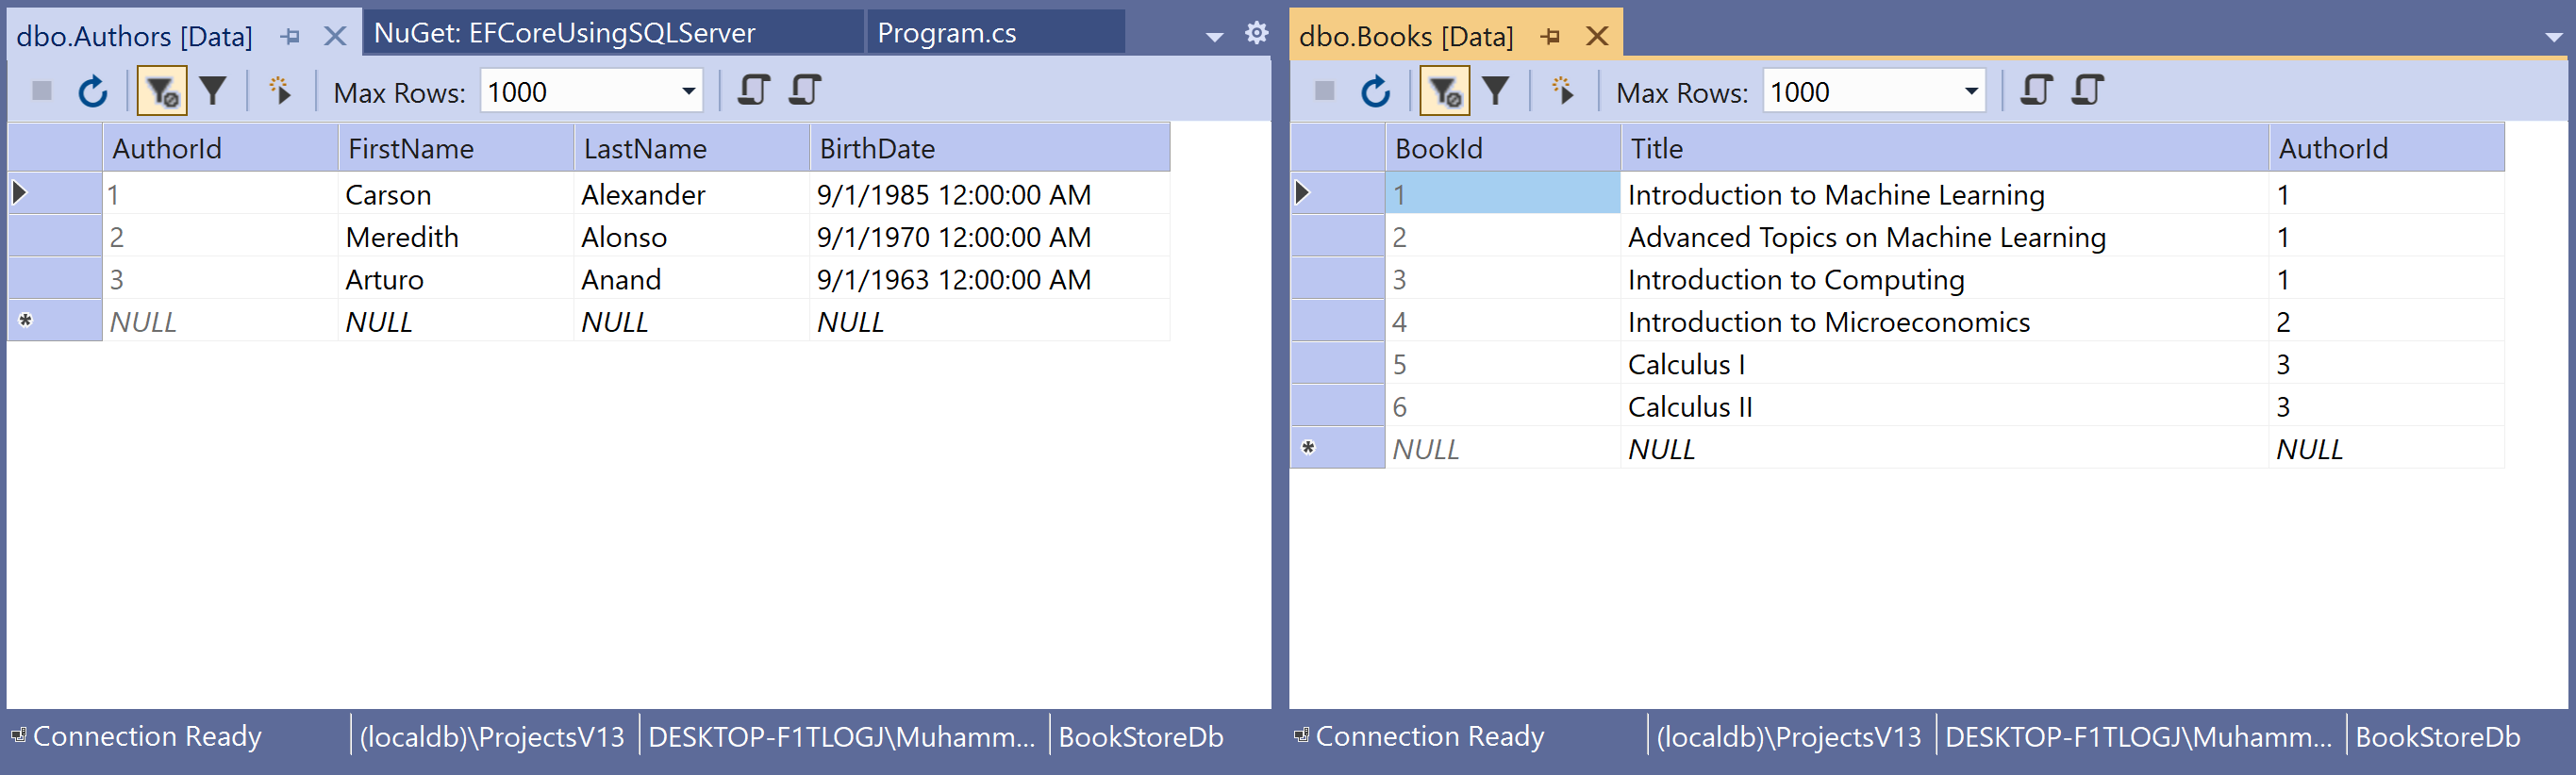 dbo.Authors [Data] NuGet: EFCoreUsingSQLServer Program.cs
Max Rows: 1000
AuthorId FirstName LastName BirthDate
1 Carson Alexander 9/1/1985 12:00:00 AM
2 Meredith Alonso 9/1/1970 12:00:00 AM
3 Arturo Anand 9/1/1963 12:00:00 AM
NULL NULL NULL NULL
Connection Ready (localdb)\ProjectsV13 DESKTOP-F1TLOGJ\Muhamm... BookStoreDb
dbo.Books [Data]
Max Rows: 1000
BookId Title AuthorId
1 Introduction to Machine Learning 1
2 Advanced Topics on Machine Learning 1
3 Introduction to Computing 1
4 Introduction to Microeconomics 2
5 Calculus I 3
6 Calculus II 3
NULL NULL NULL
Connection Ready (localdb)\ProjectsV13 DESKTOP-F1TLOGJ\Muhamm... BookStoreDb